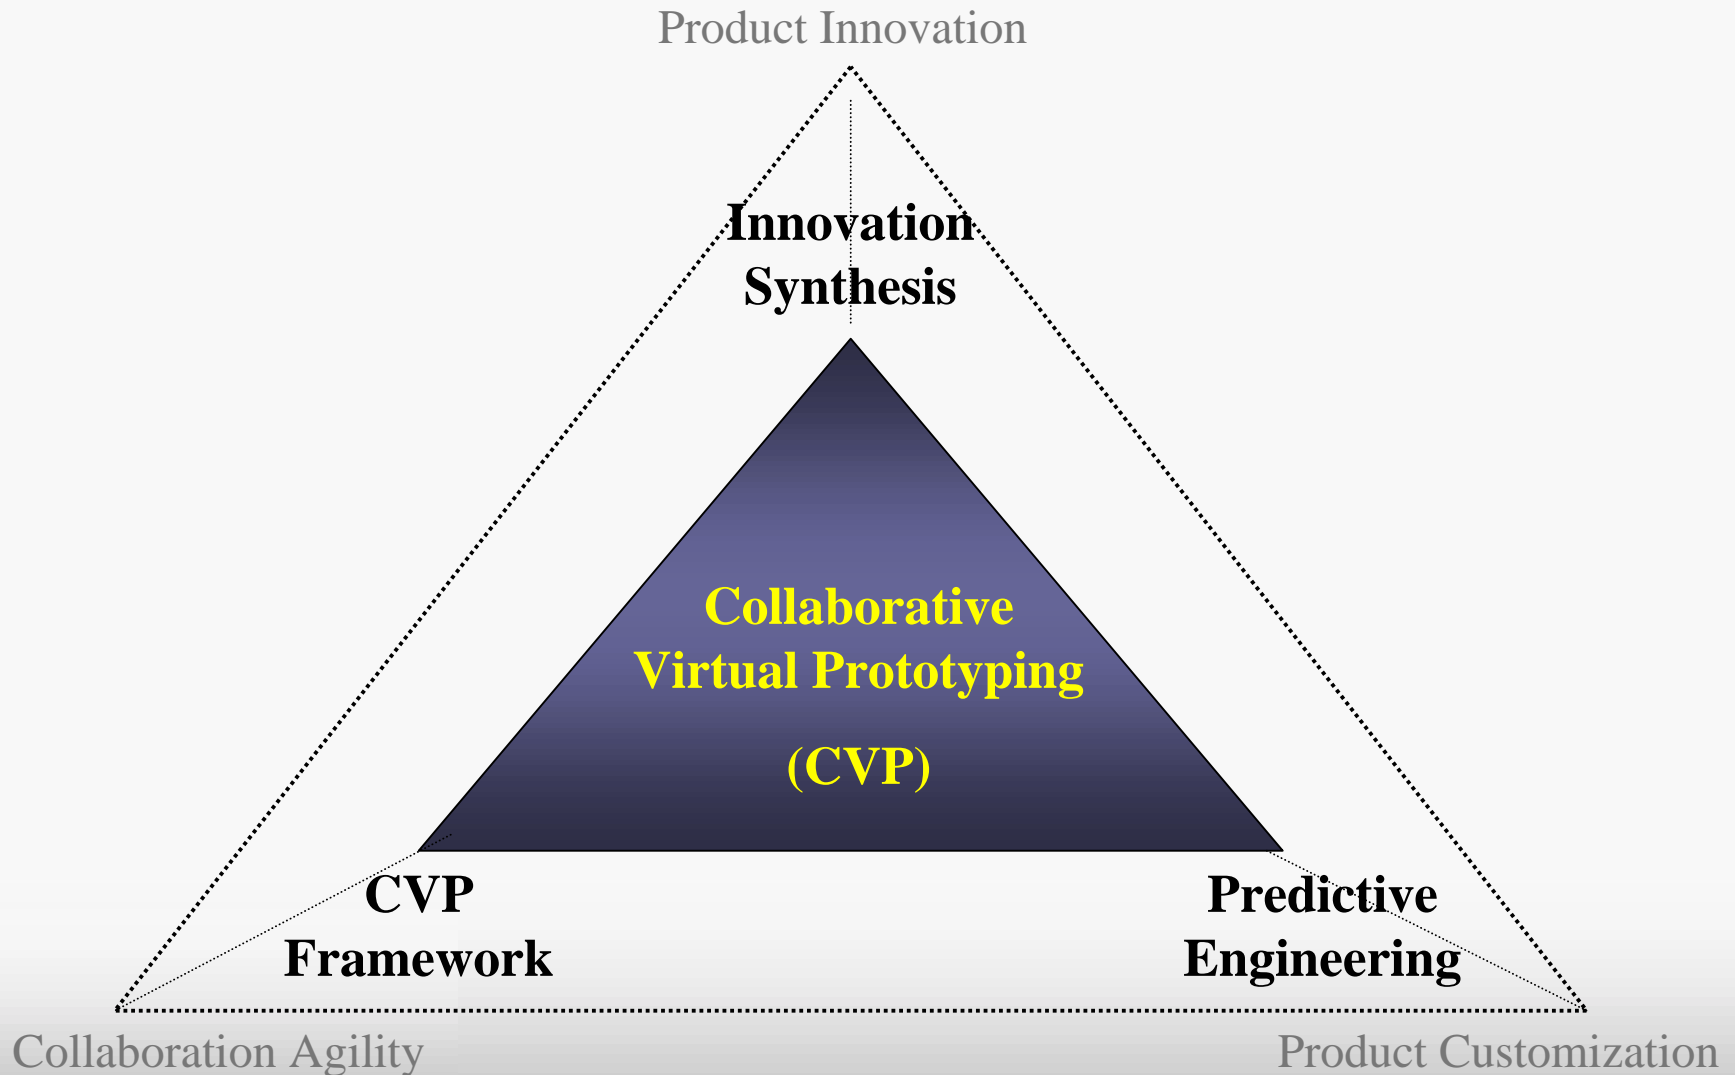 Product Innovation
Innovation
Synthesis
Collaborative
Virtual Prototyping
(CVP)
CVP
Framework
Predictive
Engineering
Collaboration Agility
Product Customization